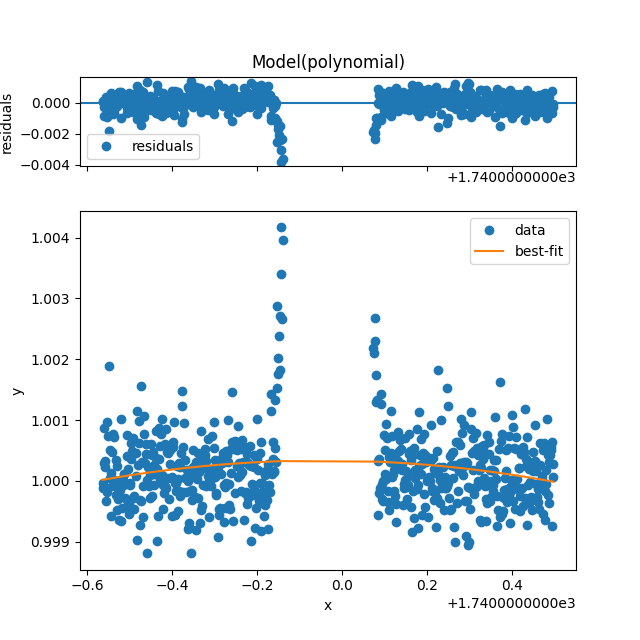 Model(polynomial)
residuals
0.000
−0.002
−0.004
residuals
+1.7400000000e3
y
1.004
1.003
1.002
1.001
1.000
0.999
data
best-fit
−0.6 −0.4 −0.2 0.0 0.2 0.4
x
+1.7400000000e3